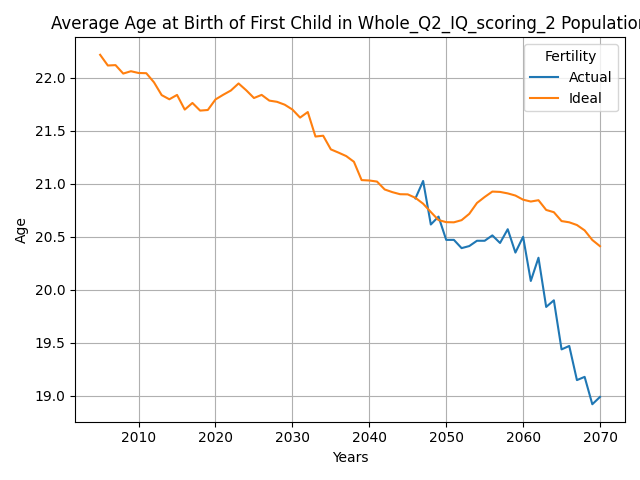 Average Age at Birth of First Child in Whole_Q2_IQ_scoring_2 Population
Fertility
Actual
Ideal
22.0
21.5
21.0
20.5
20.0
19.5
19.0
Age
2010 2020 2030 2040 2050 2060 2070
Years